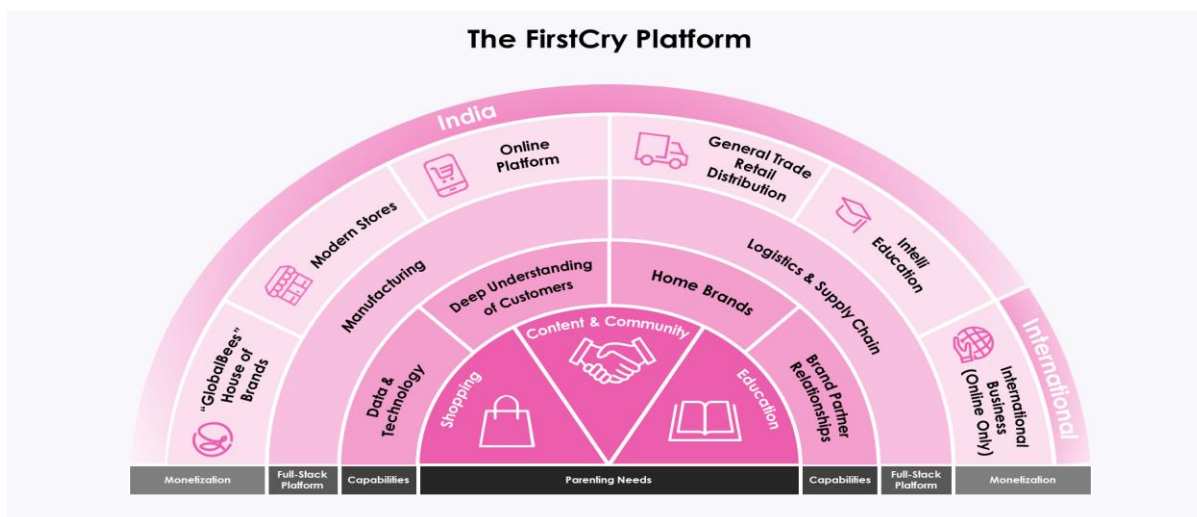 The FirstCry Platform
India
International
"GlobalBees"
House of
Brands
Modern Stores
Online
Platform
General Trade
Retail
Distribution
Intelli
Education
International
Business
(Online Only)
Manufacturing
Logistics & Supply Chain
Data &
Technology
Deep Understanding
of Customers
Home Brands
Brand Partner
Relationships
Shopping
Content & Community
Education
Monetization
Full-Stack
Platform
Capabilities
Parenting Needs
Capabilities
Full-Stack
Platform
Monetization